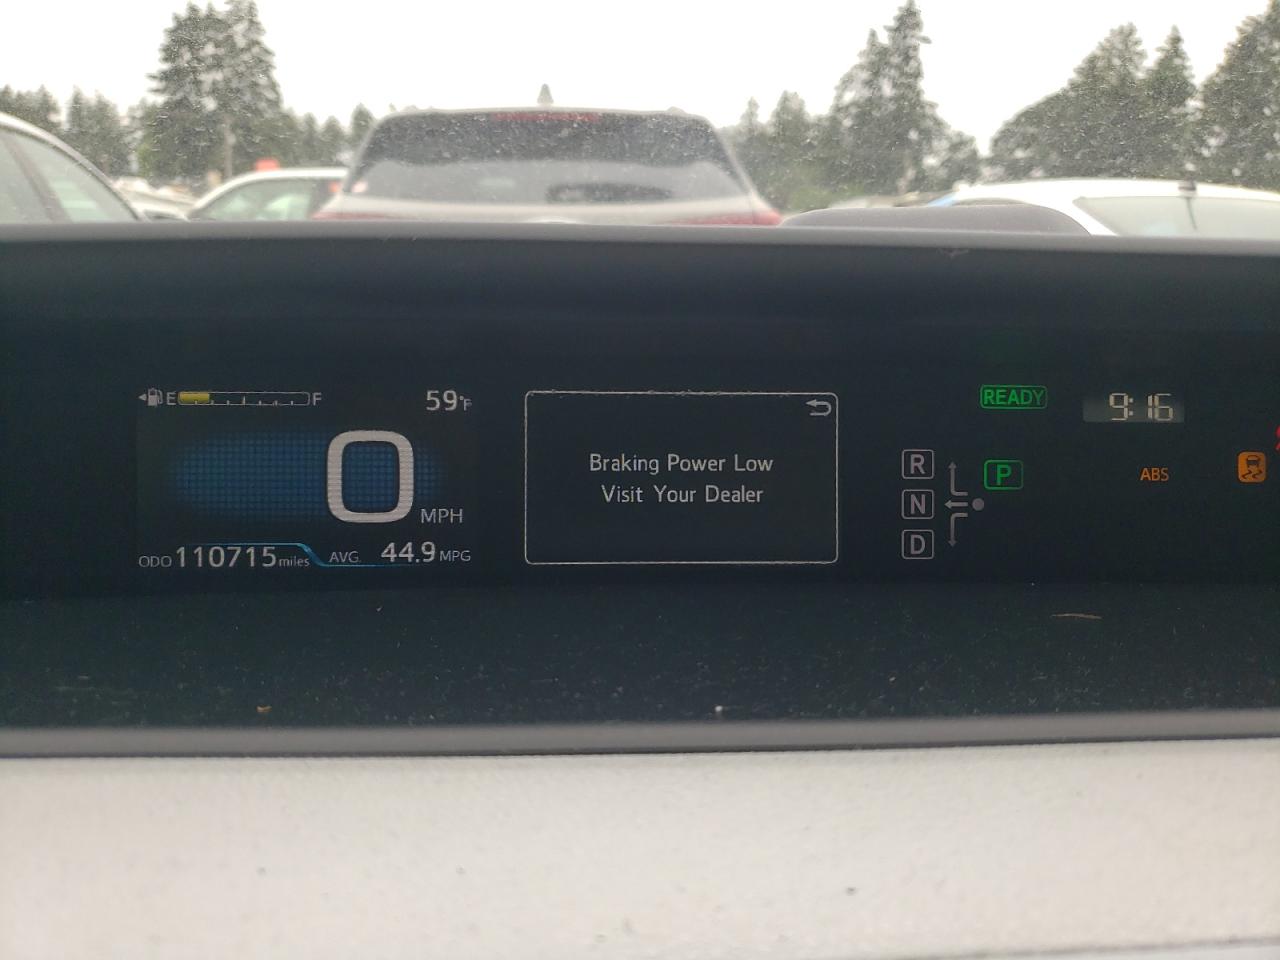 E F
59°F
0 MPH
ODO 110715 miles
AVG. 44.9 MPG
Braking Power Low
Visit Your Dealer
READY
9:16
R
P
N
D
ABS